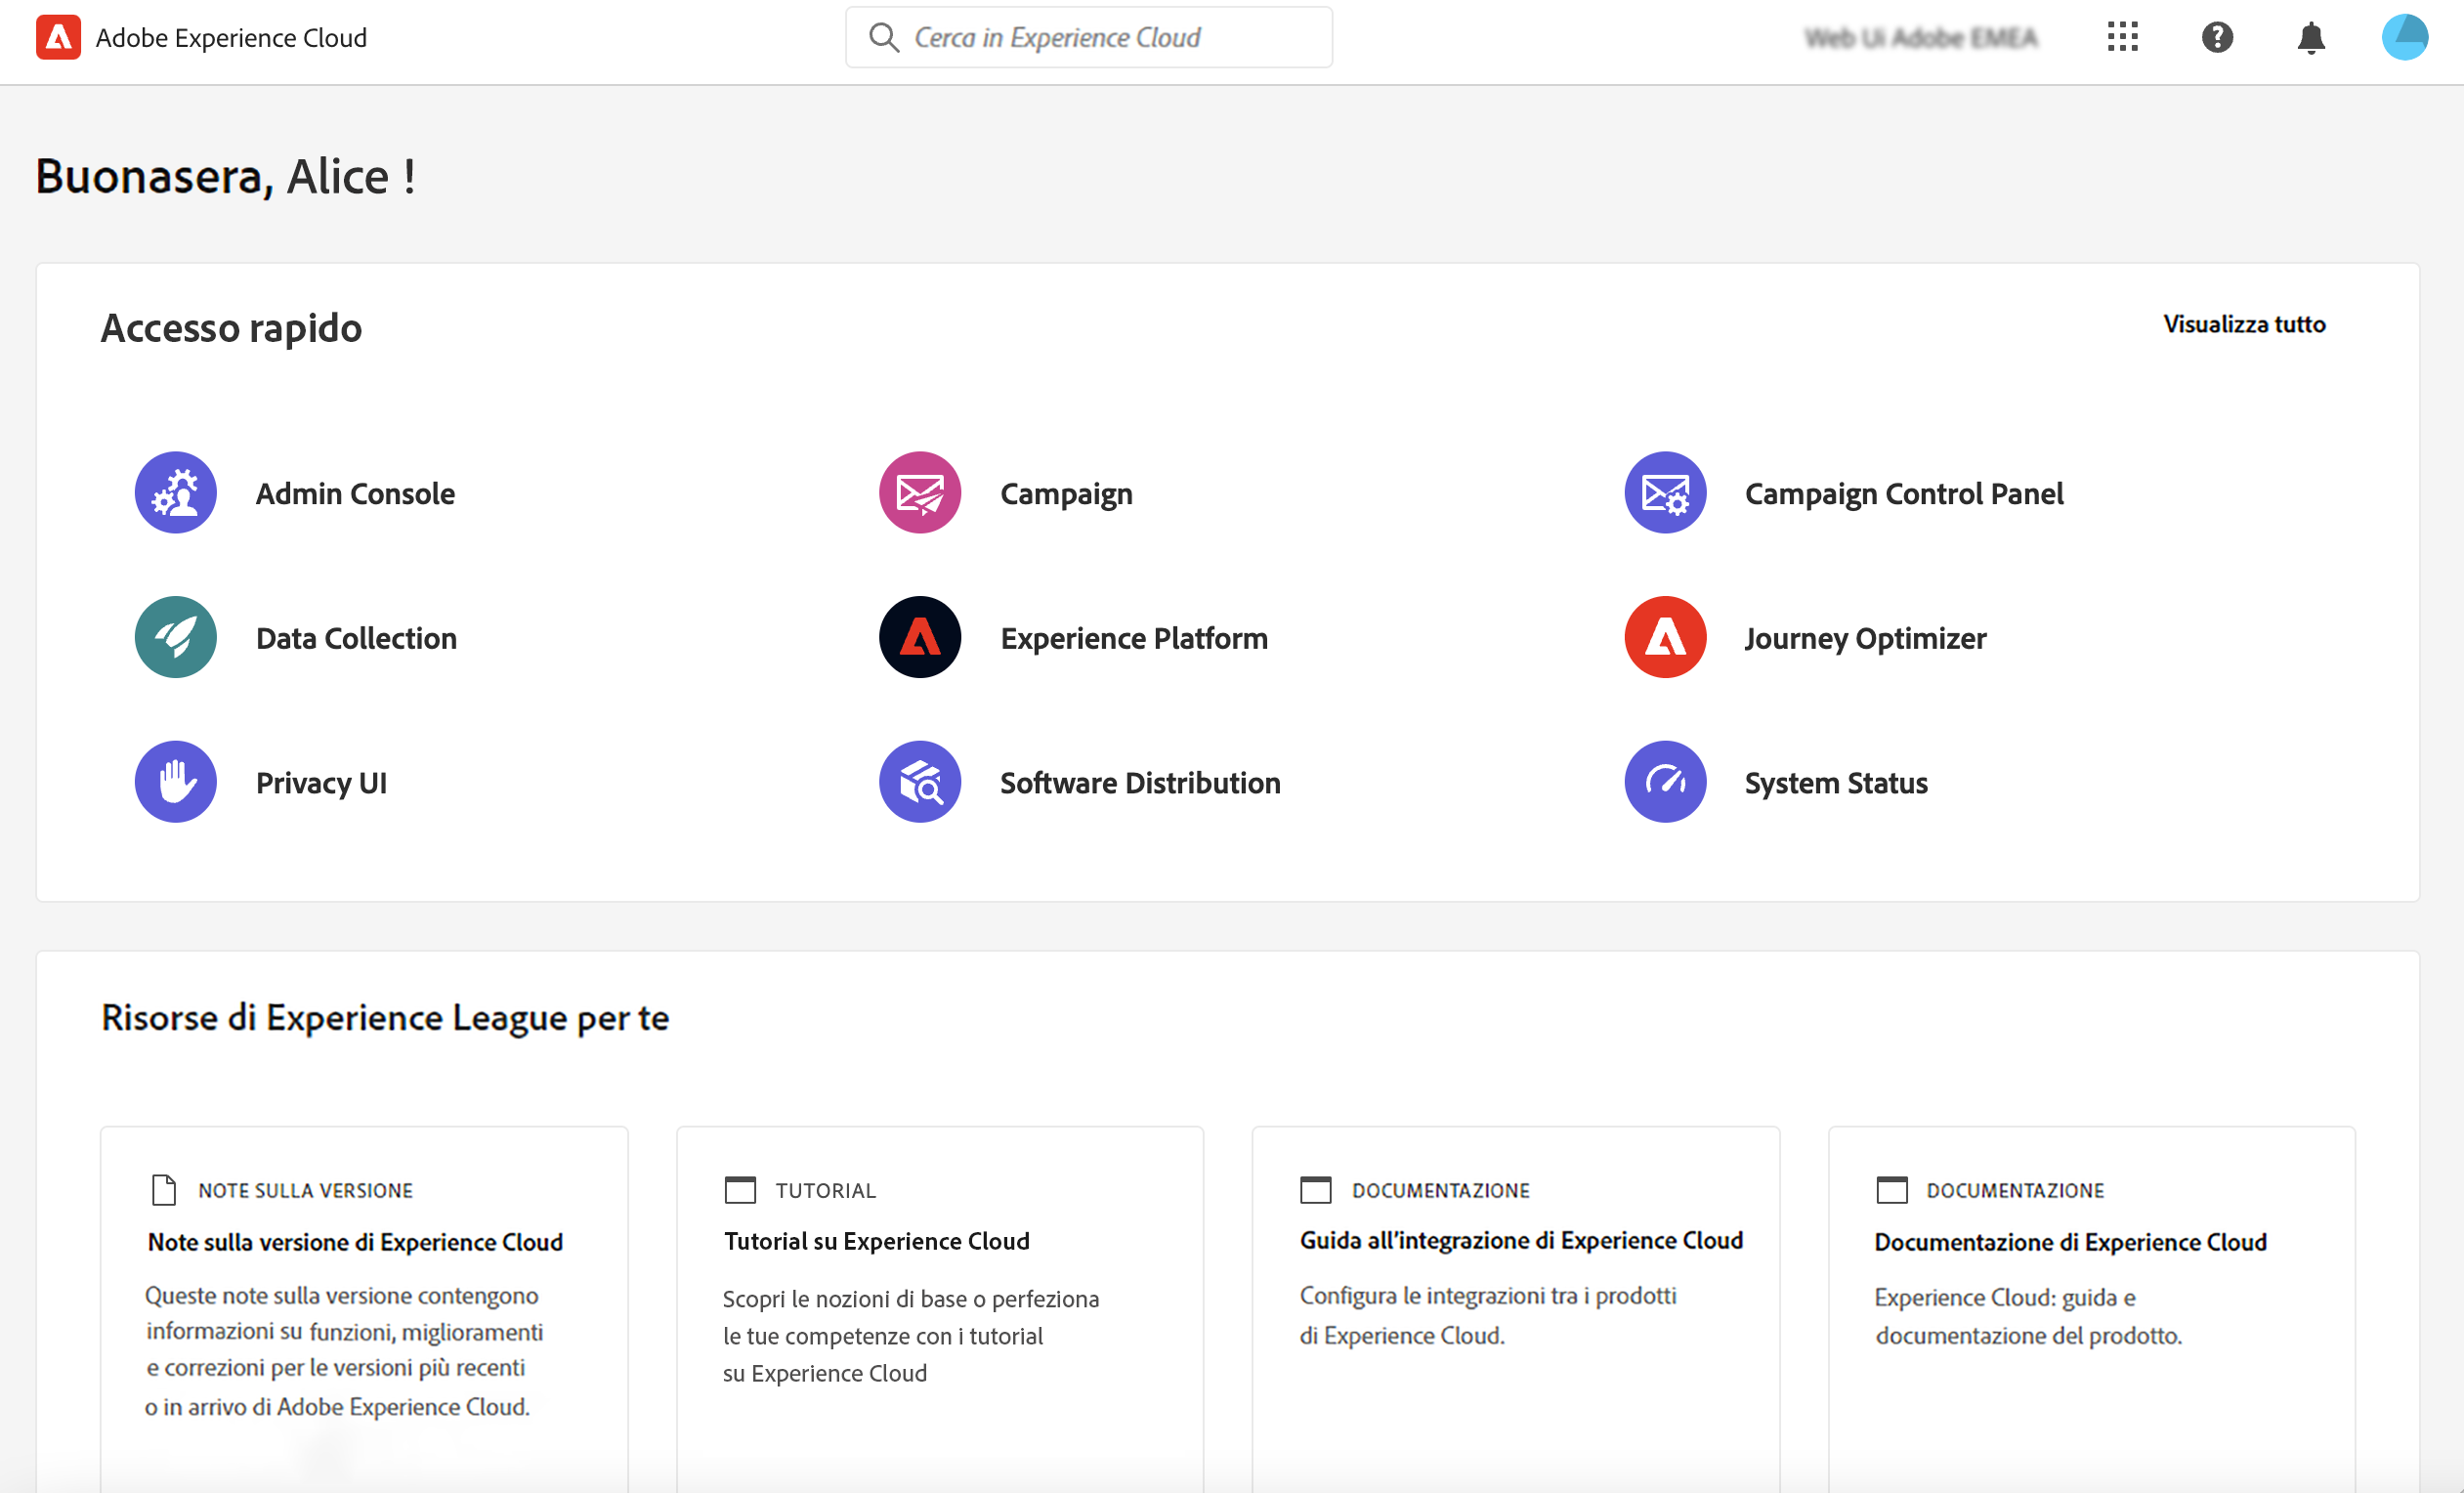 Adobe Experience Cloud
Cerca in Experience Cloud
Web Ui Adobe EMEA
Buonasera, Alice !
Accesso rapido
Visualizza tutto
Admin Console
Campaign
Campaign Control Panel
Data Collection
Experience Platform
Journey Optimizer
Privacy UI
Software Distribution
System Status
Risorse di Experience League per te
NOTE SULLA VERSIONE
Note sulla versione di Experience Cloud
Queste note sulla versione contengono
informazioni su funzioni, miglioramenti
e correzioni per le versioni più recenti
o in arrivo di Adobe Experience Cloud.
TUTORIAL
Tutorial su Experience Cloud
Scopri le nozioni di base o perfeziona
le tue competenze con i tutorial
su Experience Cloud
DOCUMENTAZIONE
Guida all’integrazione di Experience Cloud
Configura le integrazioni tra i prodotti
di Experience Cloud.
DOCUMENTAZIONE
Documentazione di Experience Cloud
Experience Cloud: guida e
documentazione del prodotto.